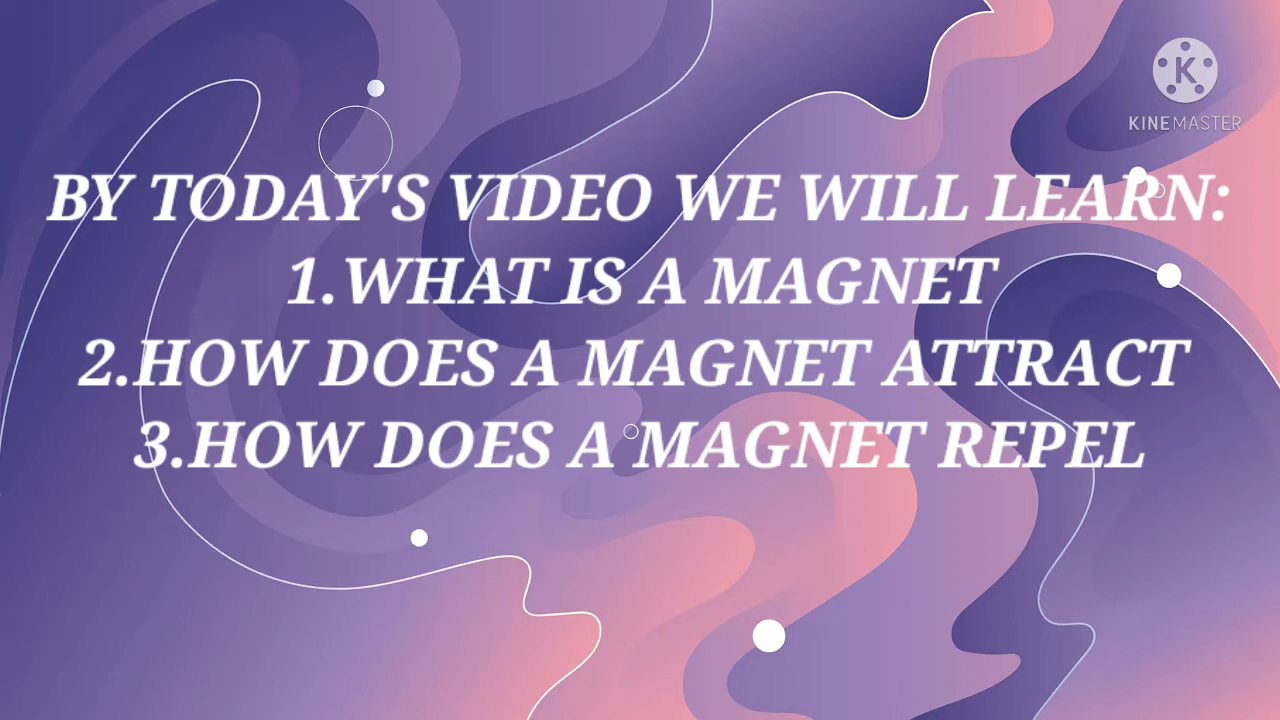 K
KINEMASTER
BY TODAY'S VIDEO WE WILL LEARN:
1.WHAT IS A MAGNET
2.HOW DOES A MAGNET ATTRACT
3.HOW DOES A MAGNET REPEL